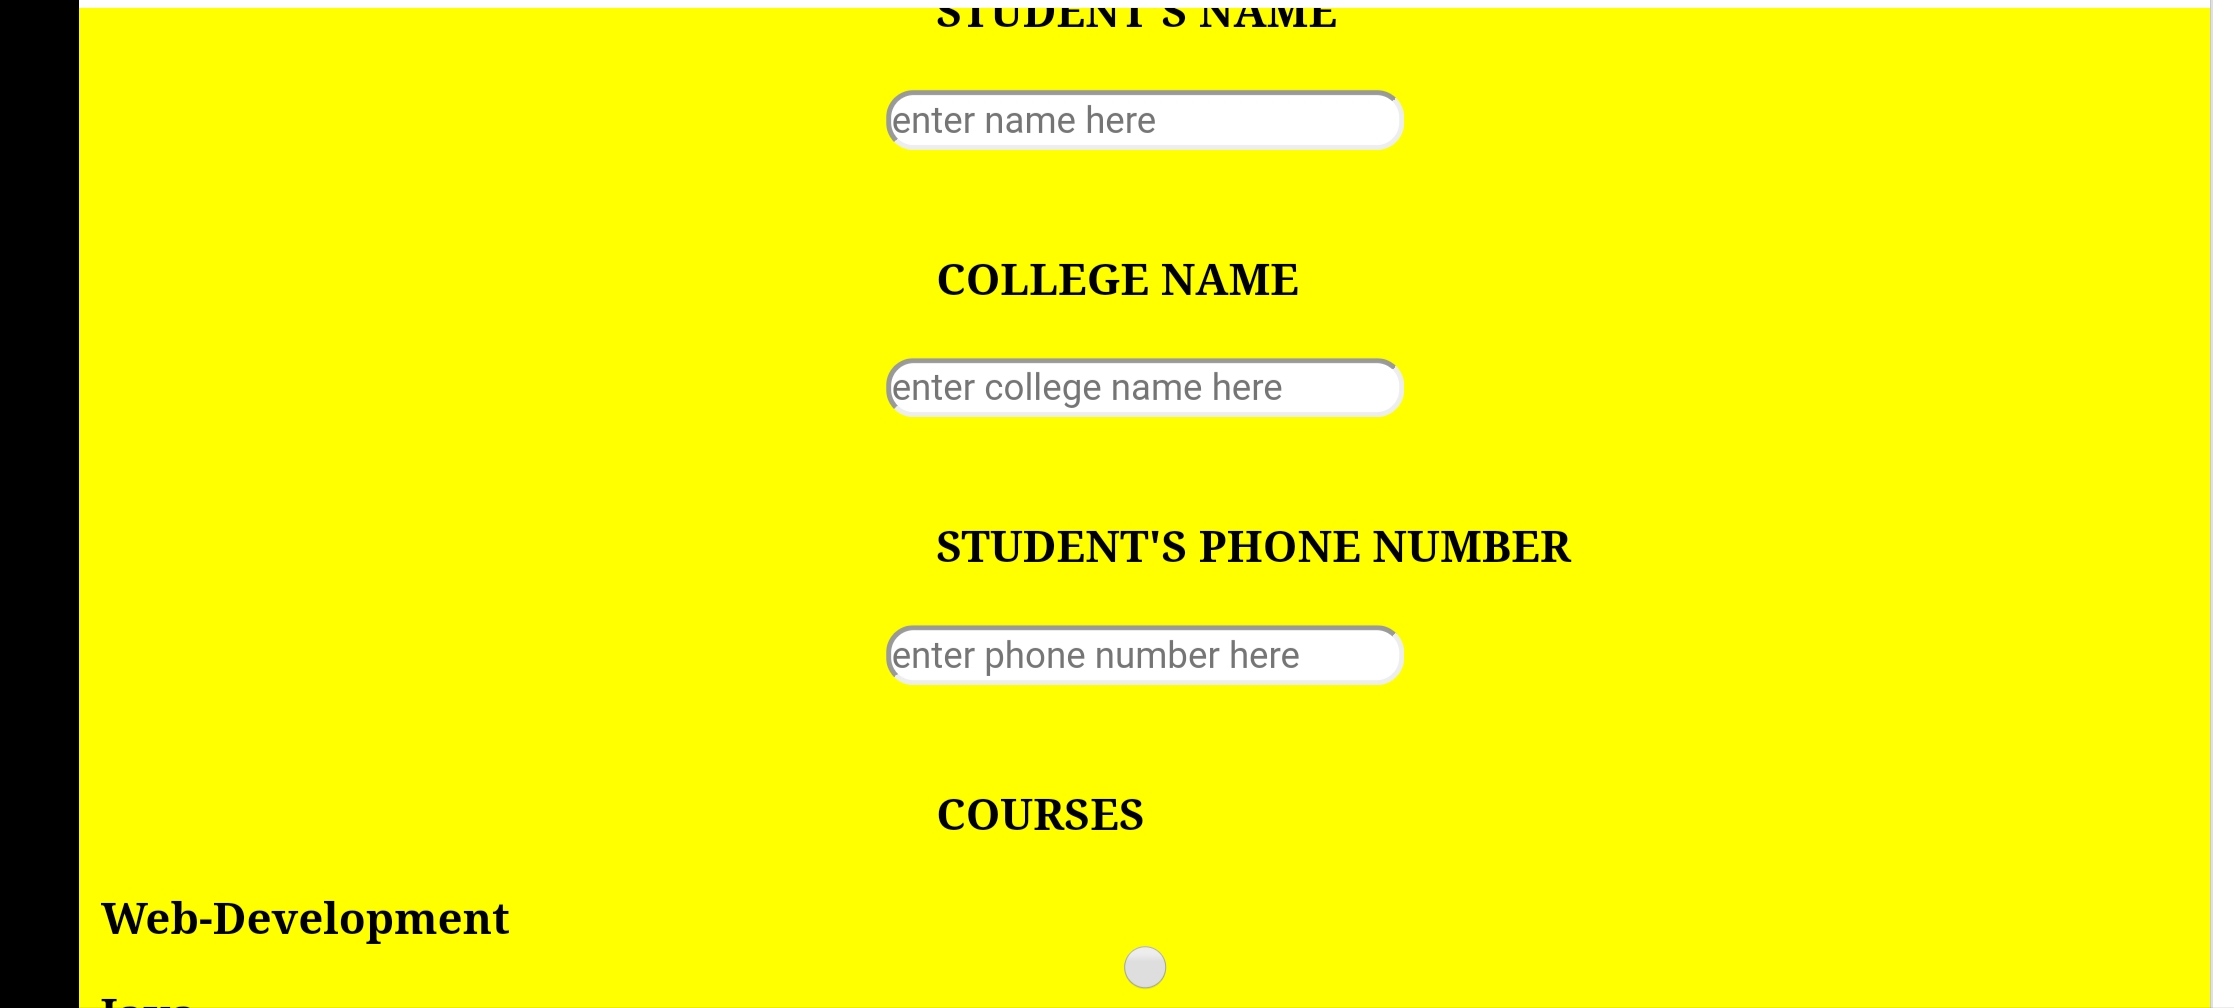 STUDENT'S NAME
enter name here
COLLEGE NAME
enter college name here
STUDENT'S PHONE NUMBER
enter phone number here
COURSES
Web-Development
Java